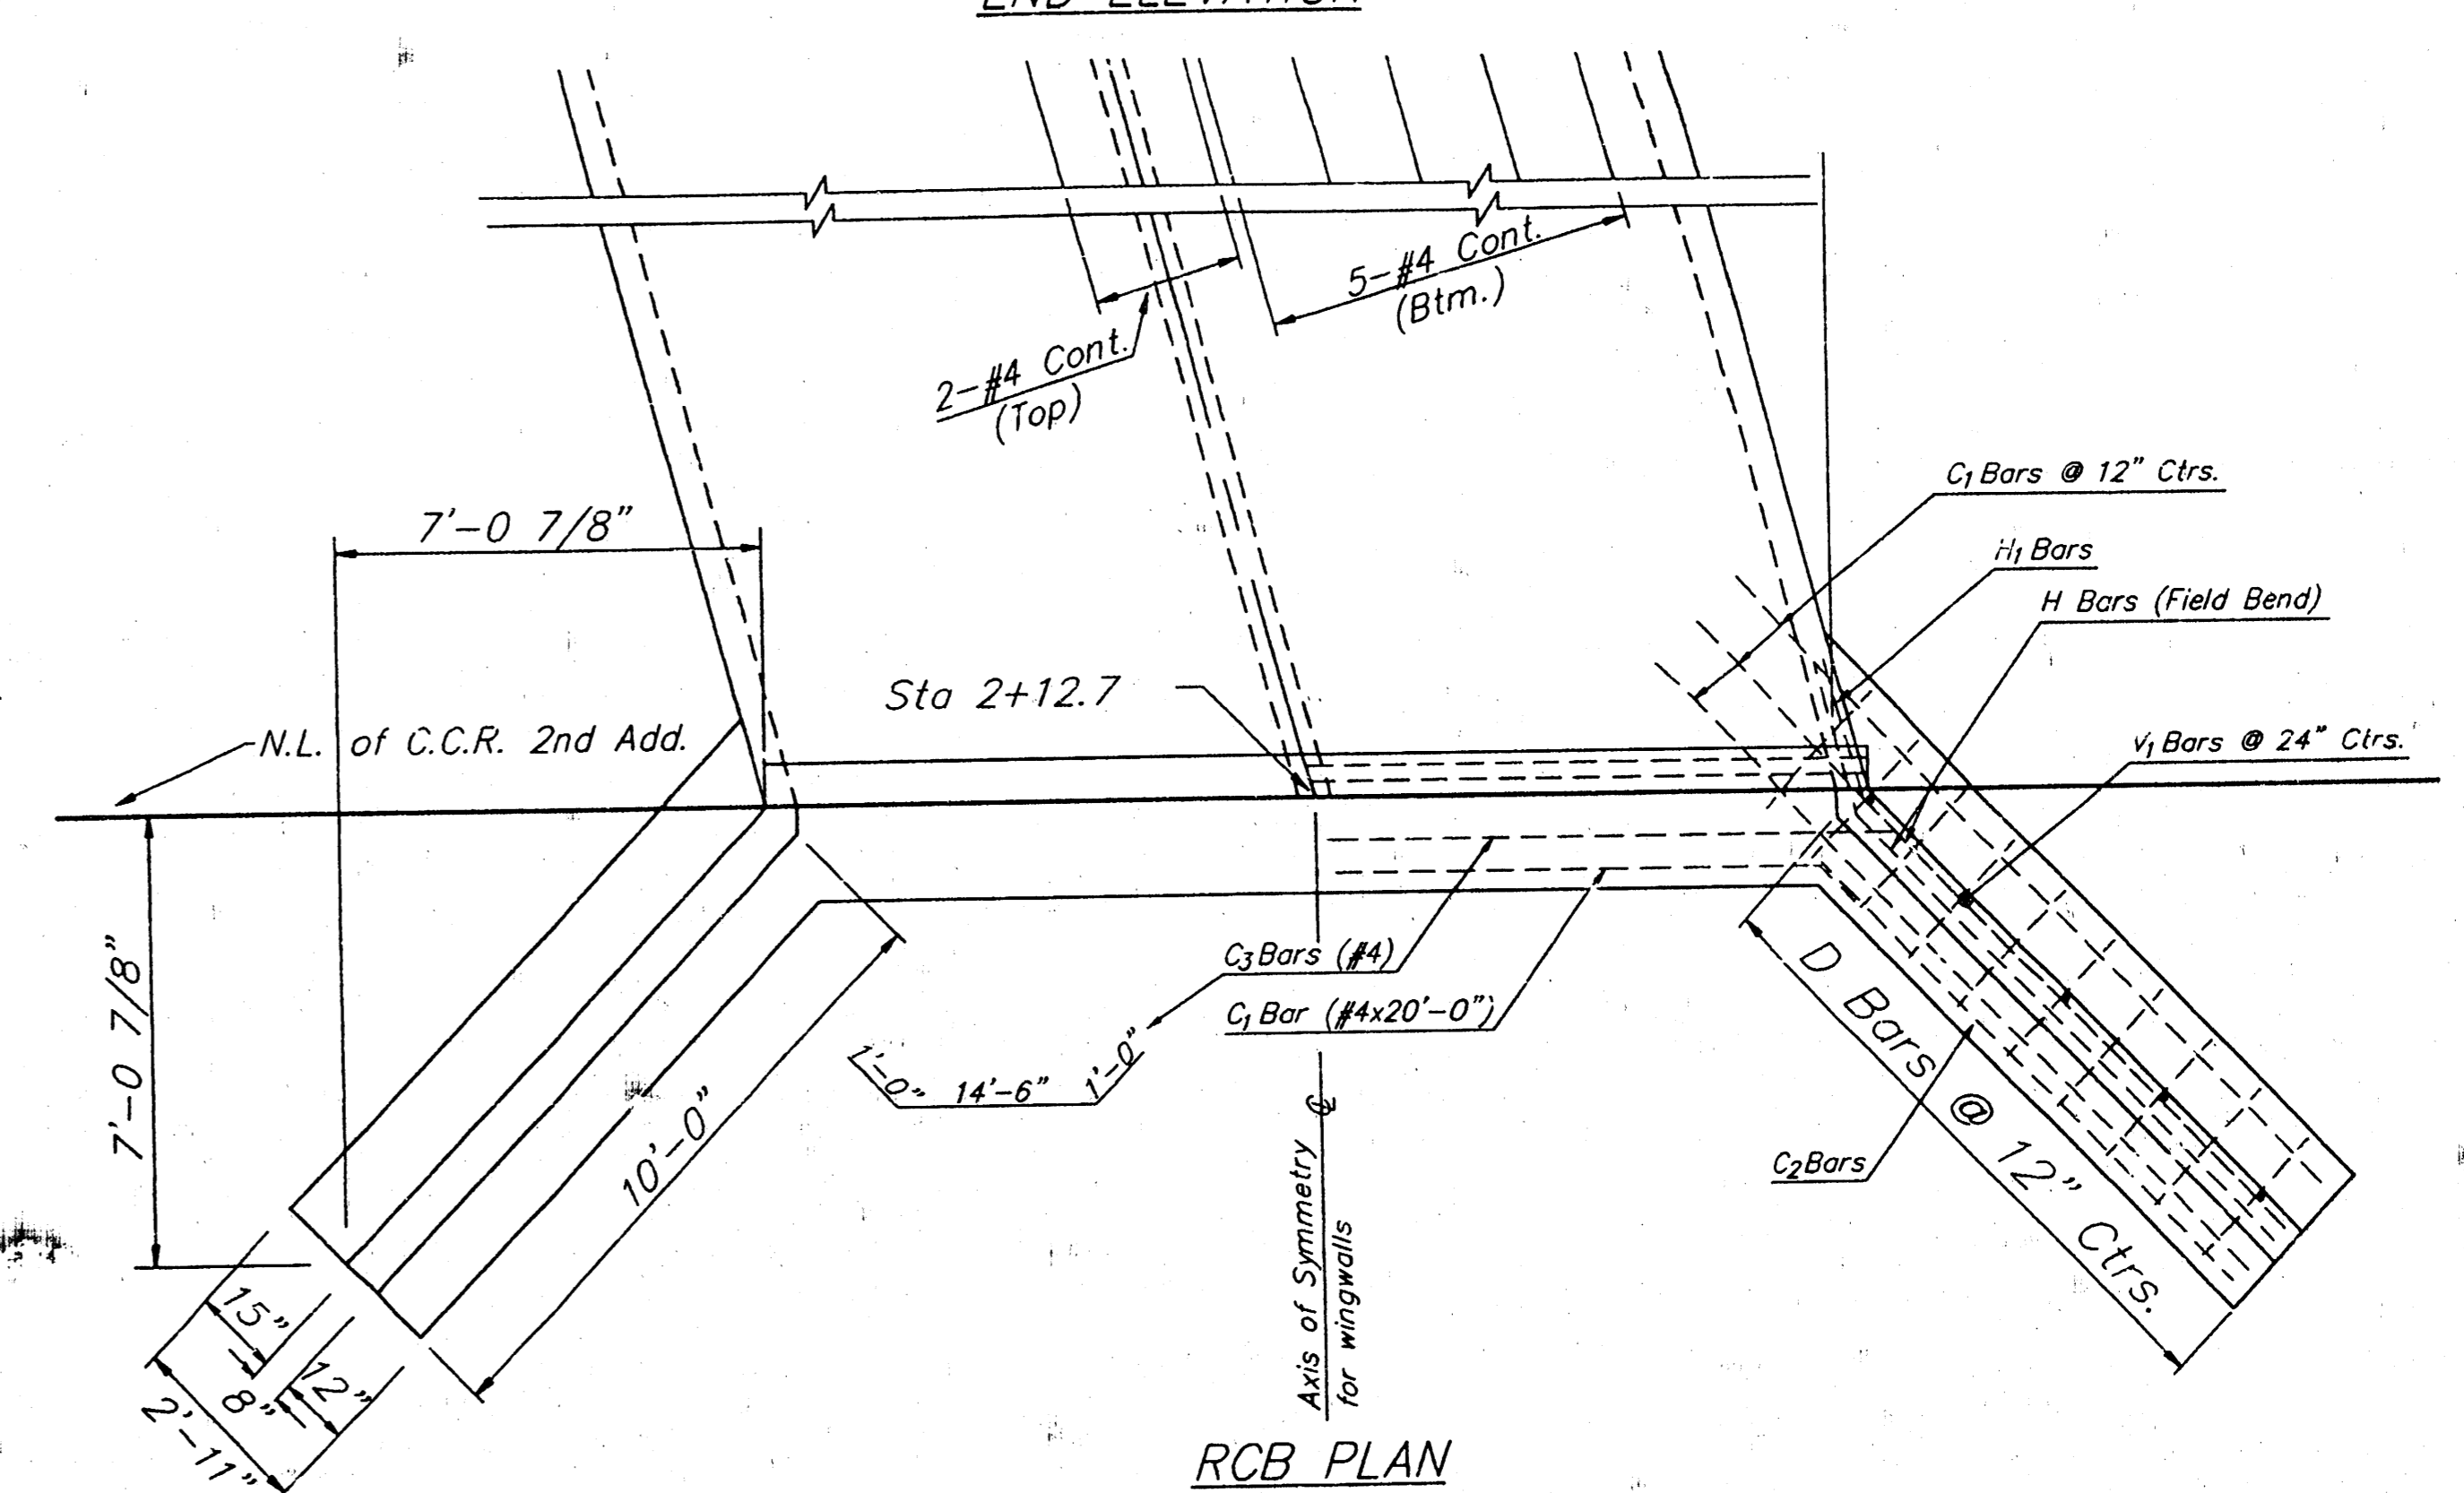 END ELEVATION
5-#4 Cont.
(Btm.)
2-#4 Cont.
(Top)
C1 Bars @ 12" Ctrs.
7'-0 7/8"
H1 Bars
H Bars (Field Bend)
Sta 2+12.7
N.L. of C.C.R. 2nd Add.
V1 Bars @ 24" Ctrs.
7'-0 7/8"
C3 Bars (#4)
C1 Bar (#4x20'-0")
1'-0" 14'-6" 1'-0"
10'-0"
D Bars @ 12" Ctrs.
C2 Bars
Axis of Symmetry ℄
for wingwalls
15"
8"
12"
2'-11"
RCB PLAN